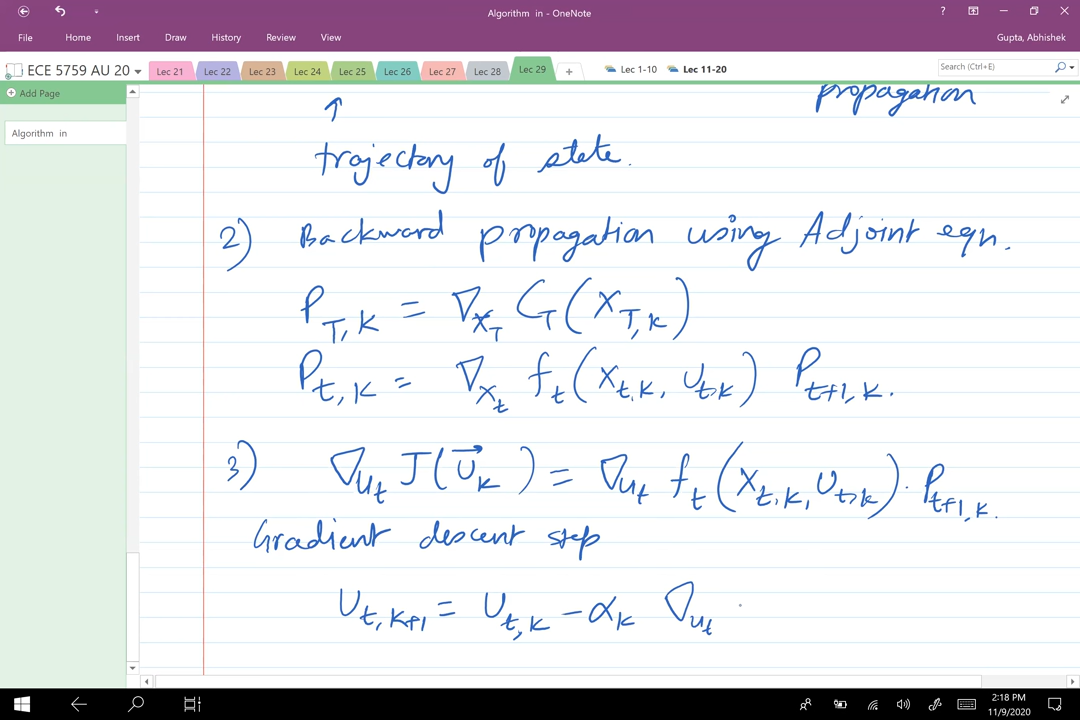 Algorithm in - OneNote
Gupta, Abhishek
File Home Insert Draw History Review View
ECE 5759 AU 20 Lec 21 Lec 22 Lec 23 Lec 24 Lec 25 Lec 26 Lec 27 Lec 28 Lec 29 + Lec 1-10 Lec 11-20 Search (Ctrl+E)
Add Page
Algorithm in
propagation
↑
trajectory of state.
2) Backward propagation using Adjoint eqn.
P_{T,K} = ∇_{X_T} C_T(X_{T,K})
P_{t,K} = ∇_{X_t} f_t(X_{t,K}, U_{t,K}) P_{t+1,K}.
3) ∇_{U_t} J(\vec{U}_K) = ∇_{U_t} f_t(X_{t,K}, U_{t,K}) · P_{t+1,K}.
Gradient descent step
U_{t,K+1} = U_{t,K} - α_K ∇_{U_t}
2:18 PM
11/9/2020